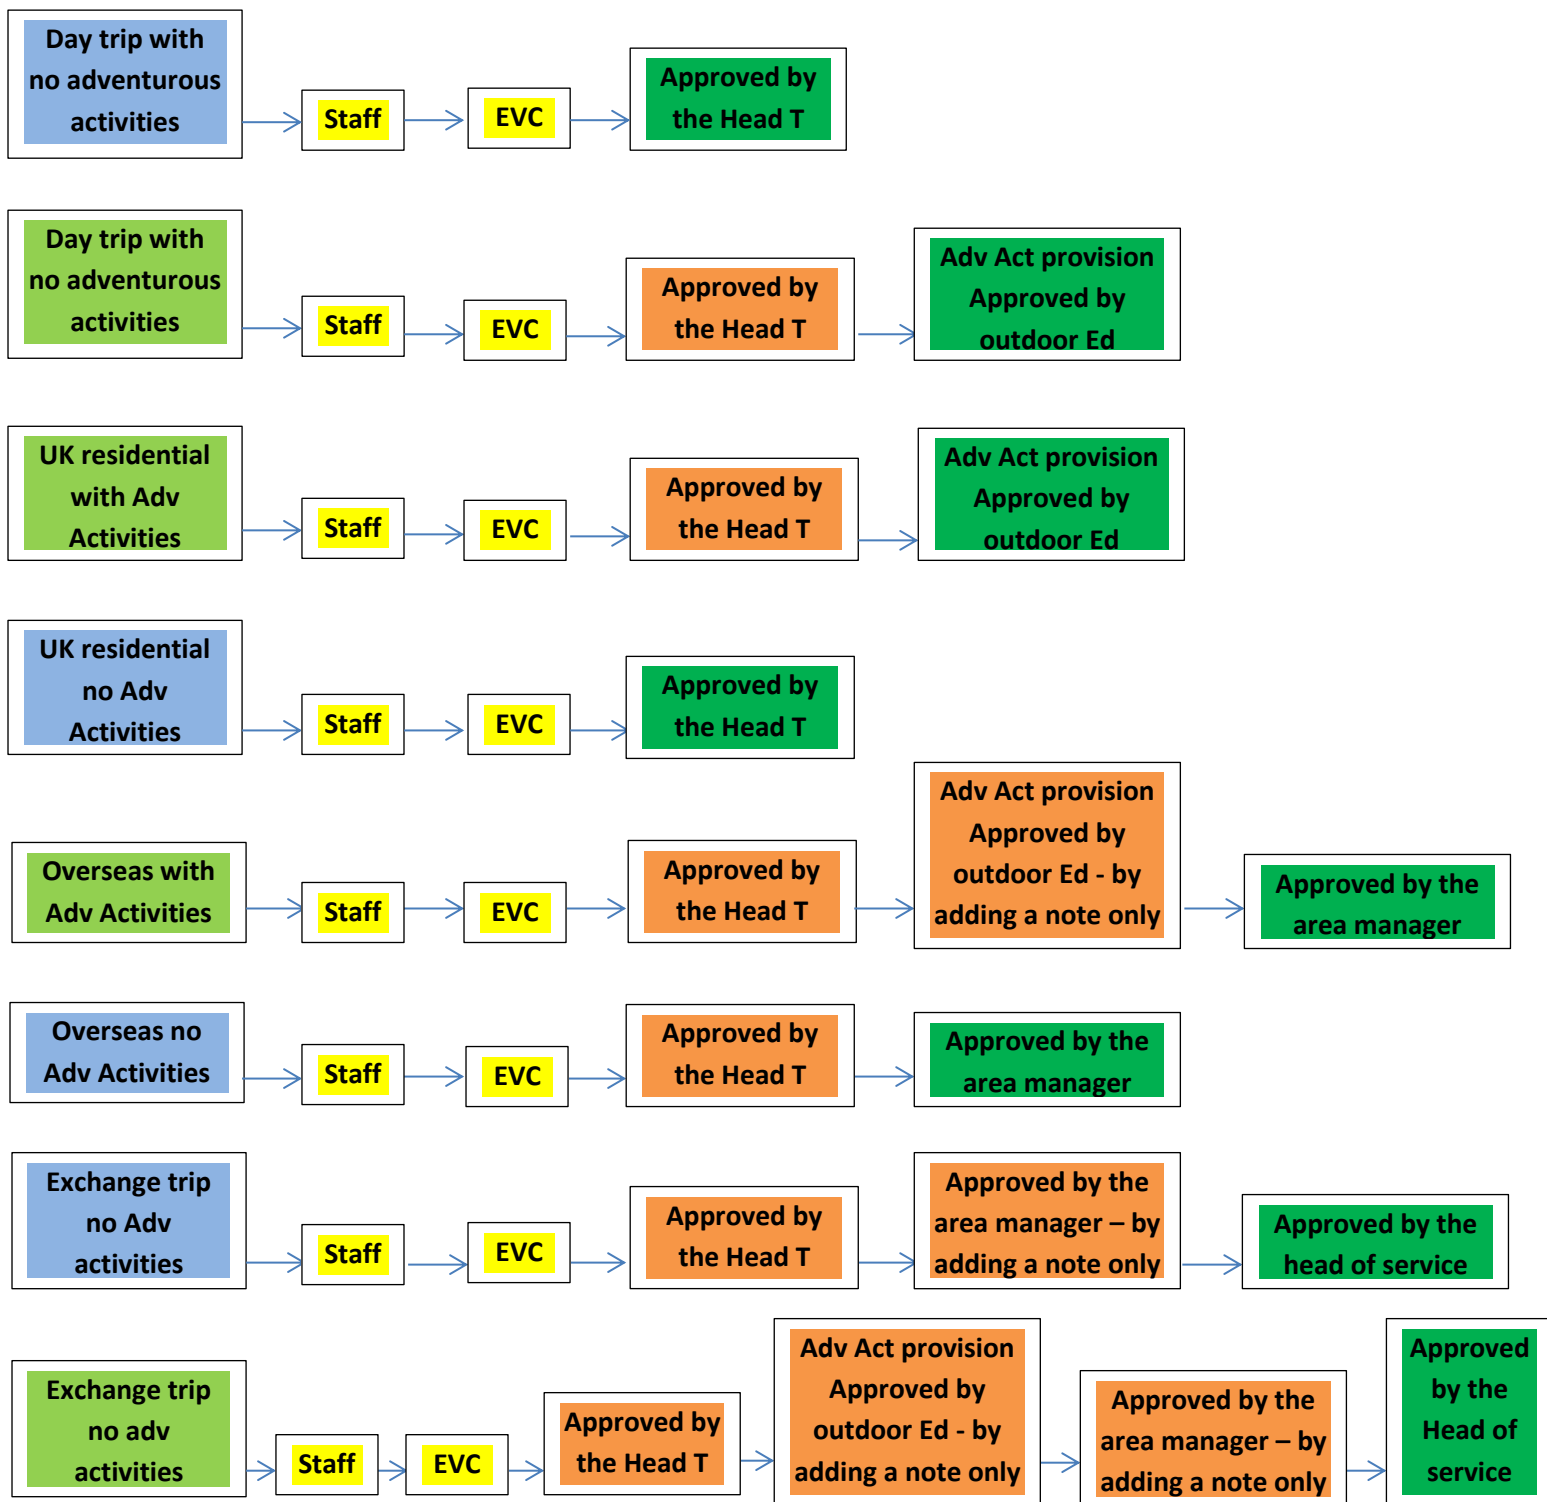 Day trip with
no adventurous
activities
Staff
EVC
Approved by
the Head T
Day trip with
no adventurous
activities
Staff
EVC
Approved by
the Head T
Adv Act provision
Approved by
outdoor Ed
UK residential
with Adv
Activities
Staff
EVC
Approved by
the Head T
Adv Act provision
Approved by
outdoor Ed
UK residential
no Adv
Activities
Staff
EVC
Approved by
the Head T
Overseas with
Adv Activities
Staff
EVC
Approved by
the Head T
Adv Act provision
Approved by
outdoor Ed - by
adding a note only
Approved by the
area manager
Overseas no
Adv Activities
Staff
EVC
Approved by
the Head T
Approved by the
area manager
Exchange trip
no Adv
activities
Staff
EVC
Approved by
the Head T
Approved by the
area manager – by
adding a note only
Approved by the
head of service
Exchange trip
no adv
activities
Staff
EVC
Approved by
the Head T
Adv Act provision
Approved by
outdoor Ed - by
adding a note only
Approved by the
area manager – by
adding a note only
Approved
by the
Head of
service